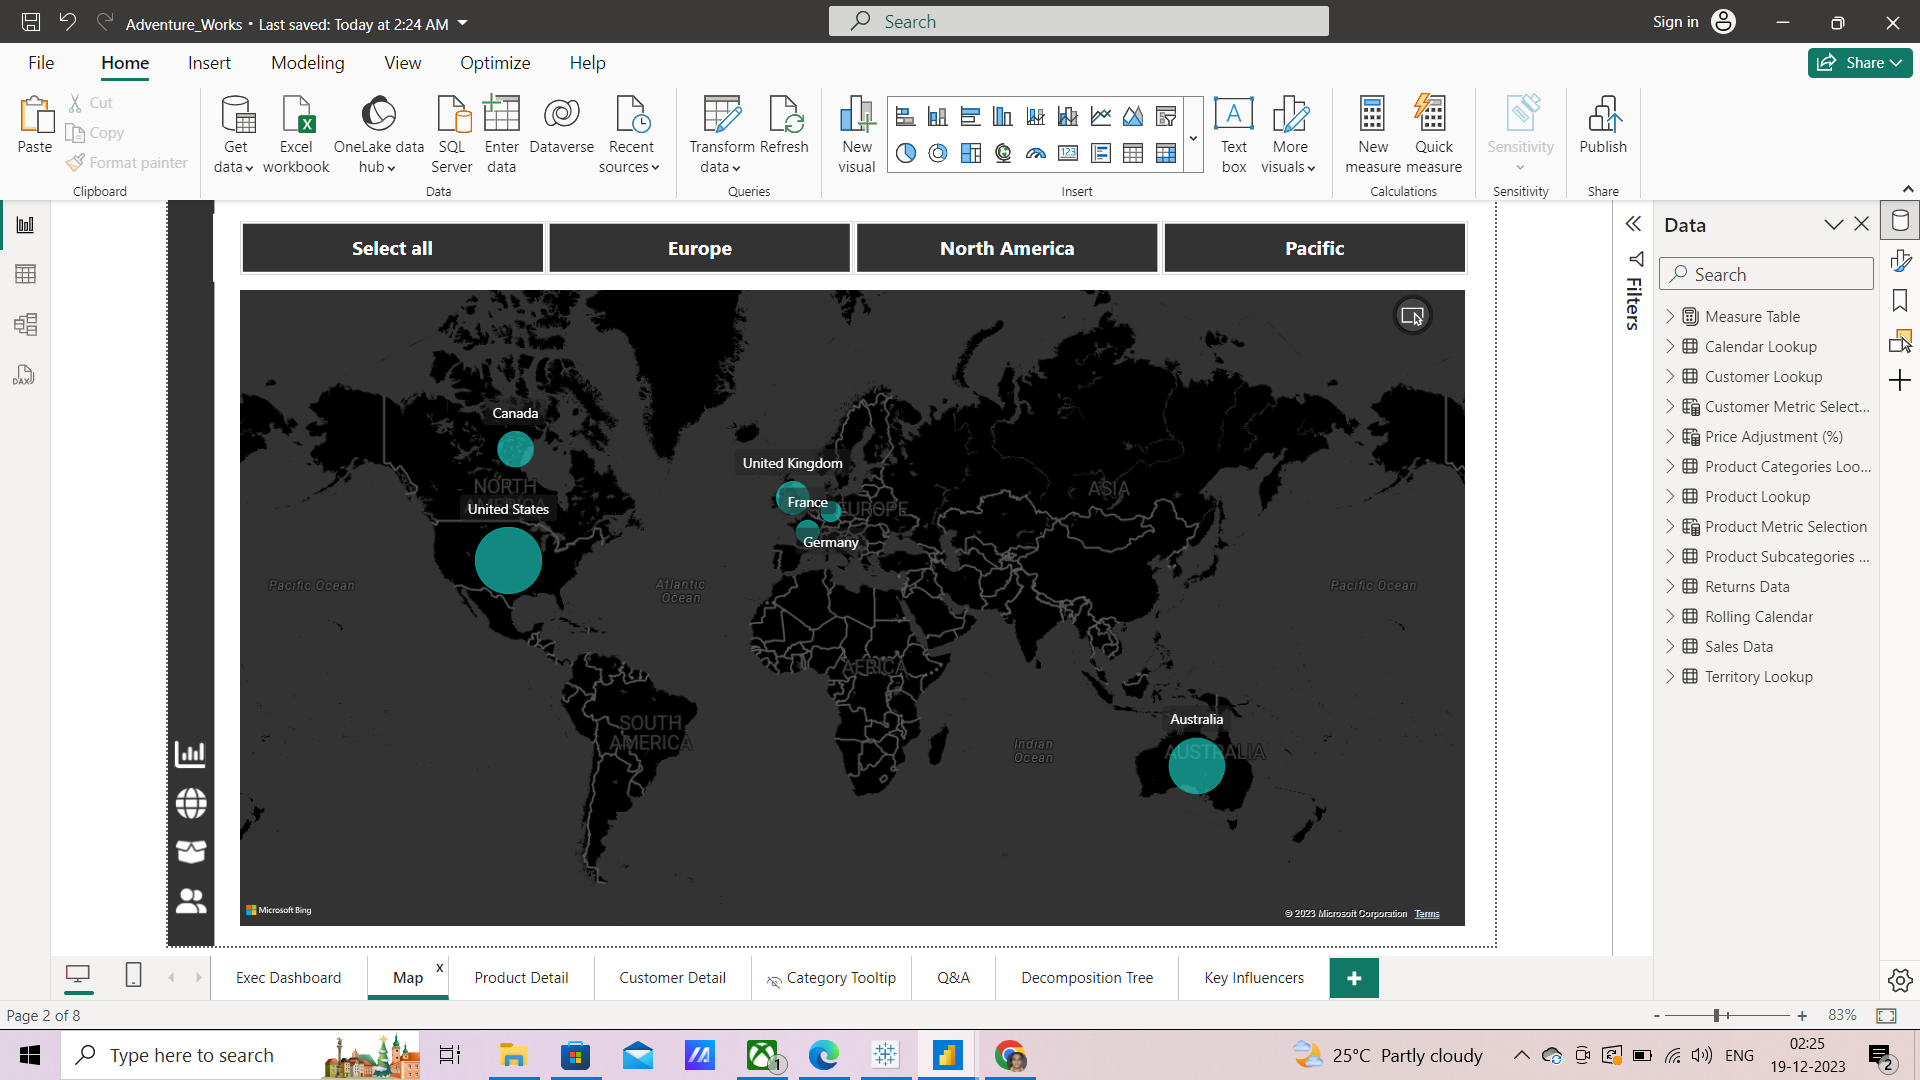 Adventure_Works • Last saved: Today at 2:24 AM
Search
Sign in
File
Home
Insert
Modeling
View
Optimize
Help
Share
Paste
Cut
Copy
Format painter
Clipboard
Get data
Excel workbook
OneLake data hub
SQL Server
Enter data
Dataverse
Recent sources
Data
Transform data
Refresh
Queries
New visual
123
Insert
A
Text box
More visuals
New measure
Quick measure
Calculations
Sensitivity
Sensitivity
Publish
Share
DAX
Select all
Europe
North America
Pacific
Canada
NORTH AMERICA
United States
United Kingdom
France
EUROPE
Germany
ASIA
Pacific Ocean
Atlantic Ocean
Pacific Ocean
AFRICA
SOUTH AMERICA
Indian Ocean
Australia
AUSTRALIA
Microsoft Bing
© 2023 Microsoft Corporation Terms
Filters
Data
Search
Measure Table
Calendar Lookup
Customer Lookup
Customer Metric Select...
Price Adjustment (%)
Product Categories Loo...
Product Lookup
Product Metric Selection
Product Subcategories ...
Returns Data
Rolling Calendar
Sales Data
Territory Lookup
Exec Dashboard
Map
x
Product Detail
Customer Detail
Category Tooltip
Q&A
Decomposition Tree
Key Influencers
+
Page 2 of 8
- + 83%
Type here to search
1
25°C Partly cloudy
ENG
02:25
19-12-2023
2